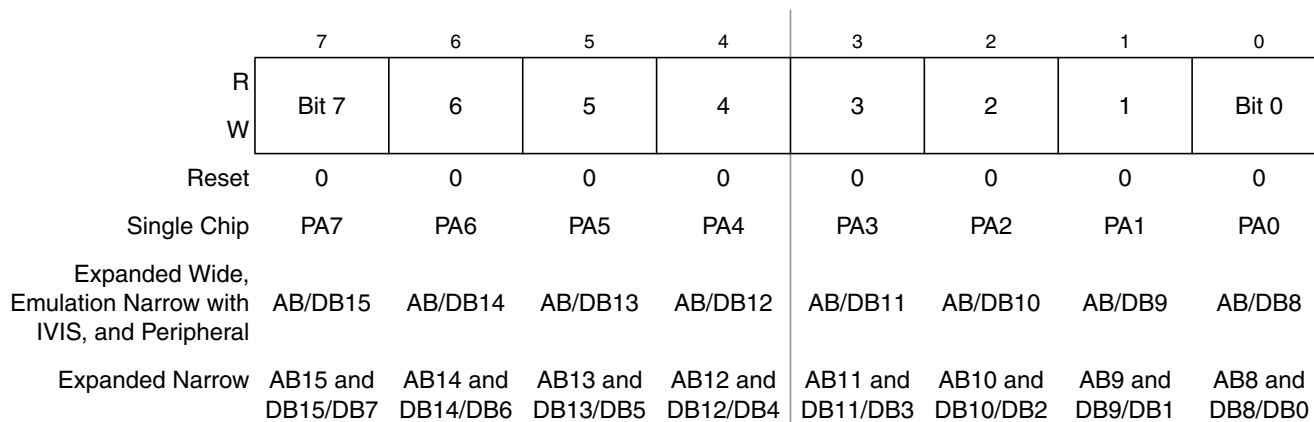 7 6 5 4 3 2 1 0
R
Bit 7 6 5 4 3 2 1 Bit 0
W
Reset 0 0 0 0 0 0 0 0
Single Chip PA7 PA6 PA5 PA4 PA3 PA2 PA1 PA0
Expanded Wide,
Emulation Narrow with AB/DB15 AB/DB14 AB/DB13 AB/DB12 AB/DB11 AB/DB10 AB/DB9 AB/DB8
IVIS, and Peripheral
Expanded Narrow AB15 and AB14 and AB13 and AB12 and AB11 and AB10 and AB9 and AB8 and
DB15/DB7 DB14/DB6 DB13/DB5 DB12/DB4 DB11/DB3 DB10/DB2 DB9/DB1 DB8/DB0